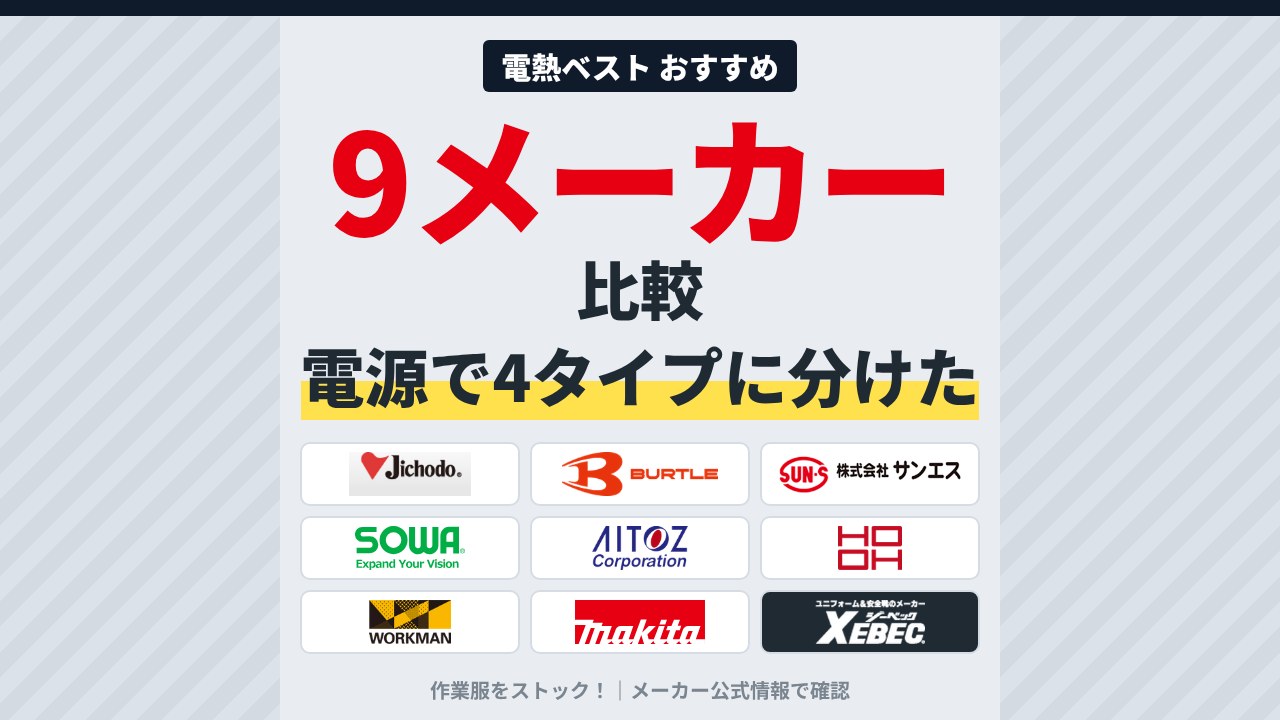 電熱ベスト おすすめ
9メーカー
比較
電源で4タイプに分けた
Jichodo®
BURTLE
SUN・S 株式会社 サンエス
SOWA®
Expand Your Vision
AITOZ
Corporation
HOOH
WORKMAN
makita
ユニフォーム&安全靴のメーカー
ジーベック
XEBEC®
作業服をストック！｜メーカー公式情報で確認